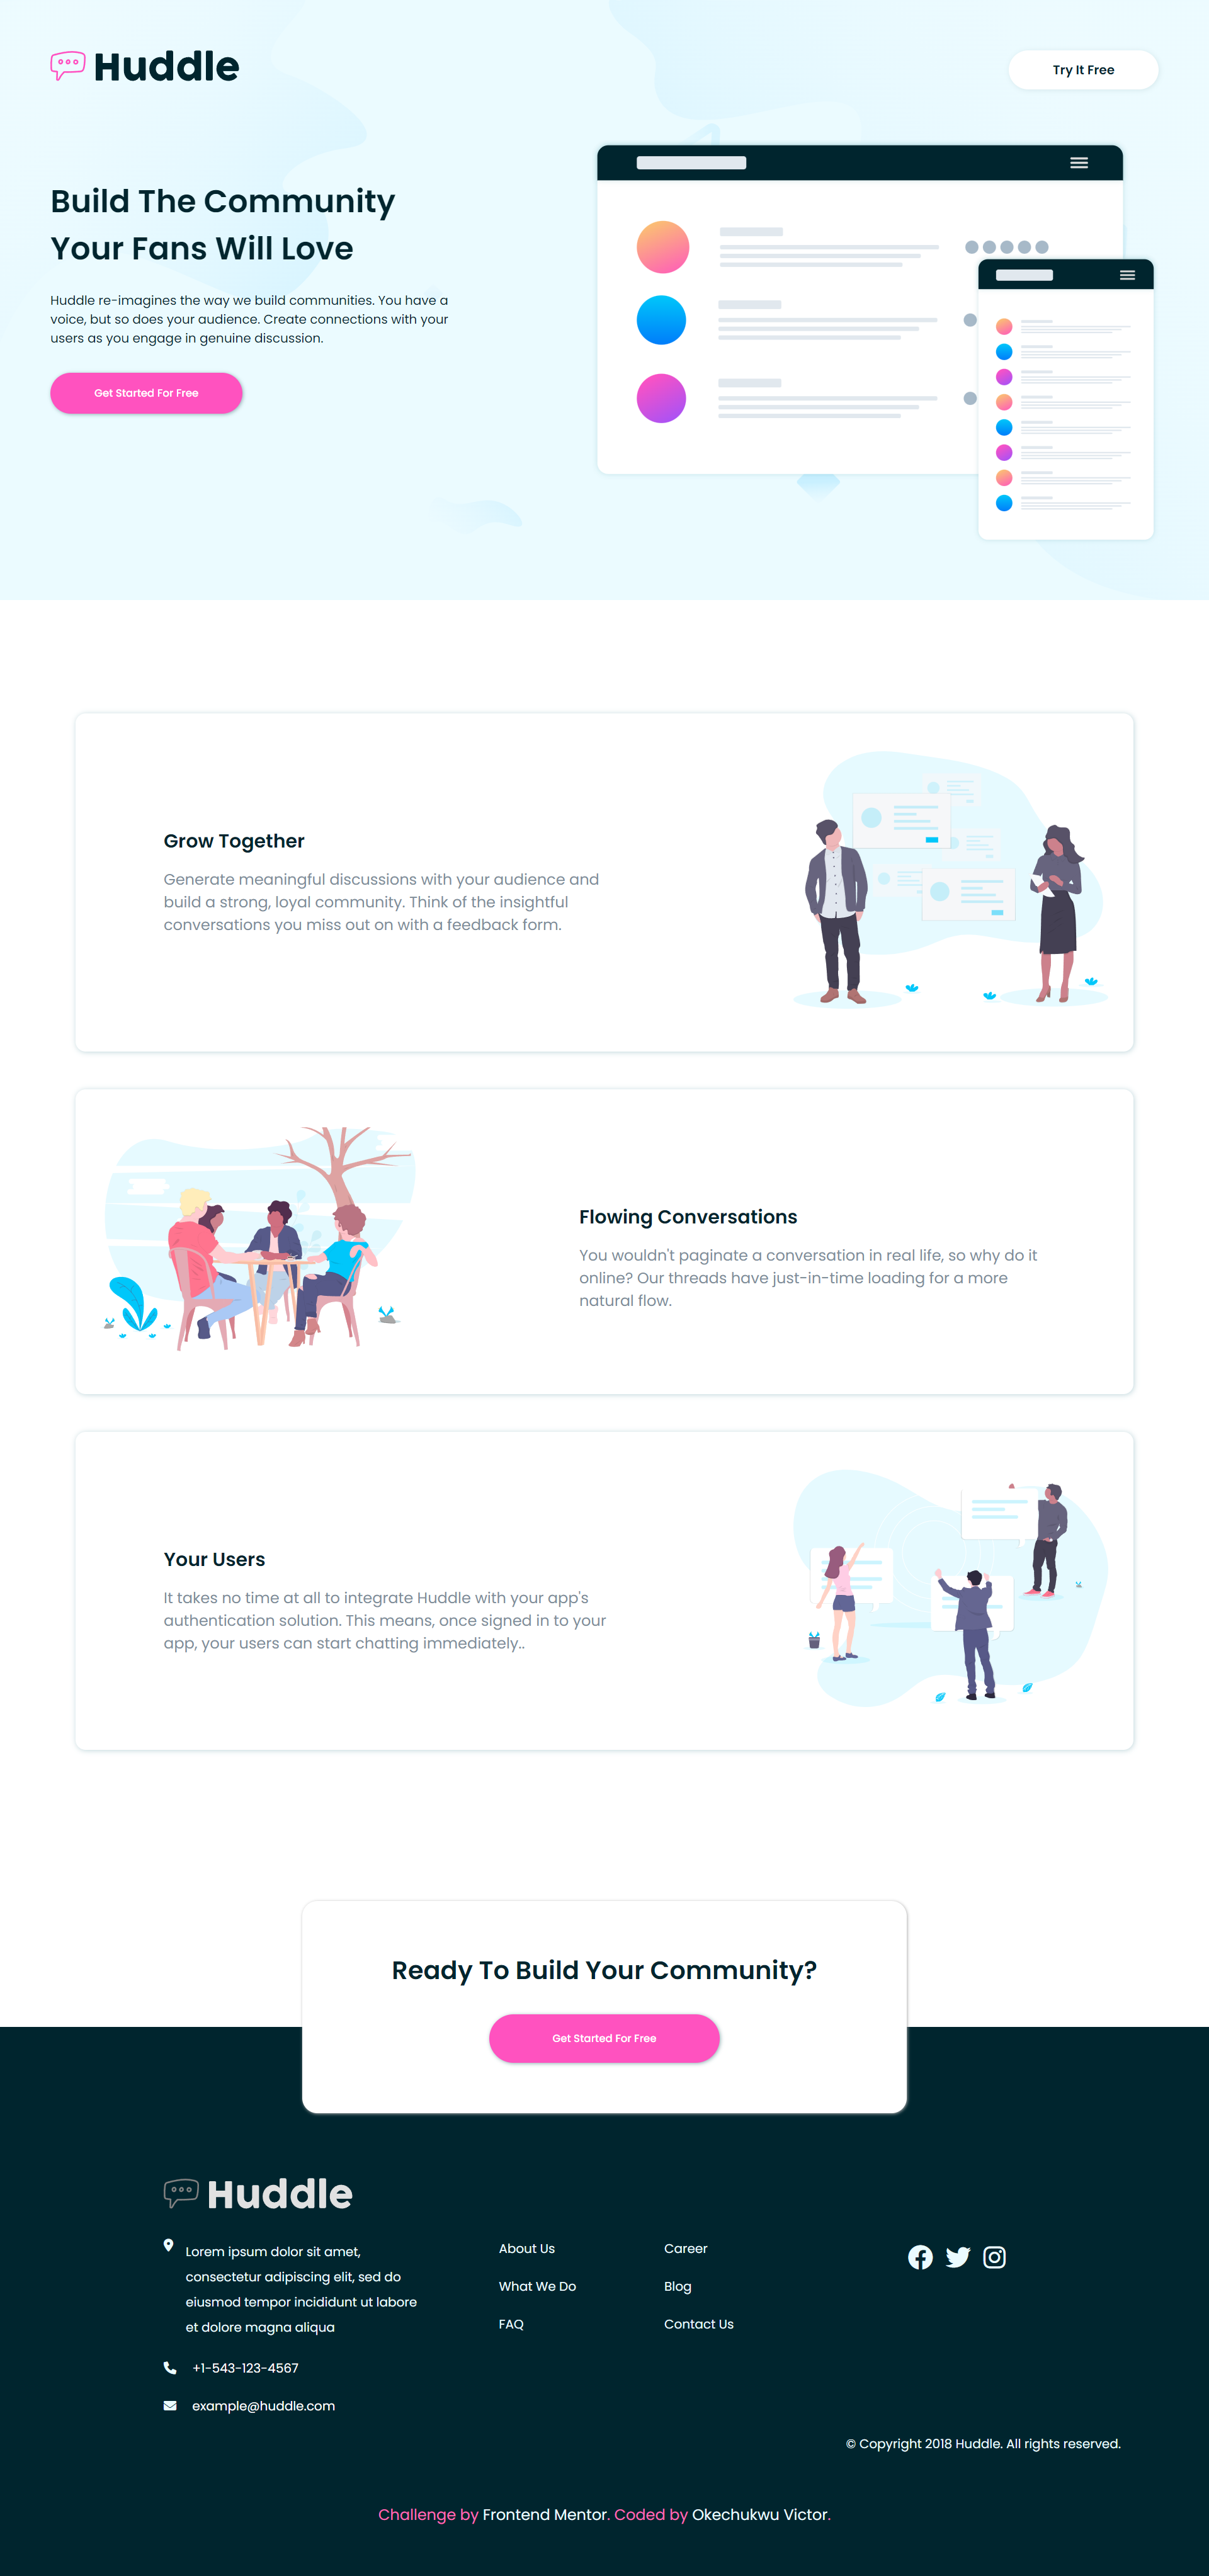 Huddle
Try It Free
Build The Community
Your Fans Will Love
Huddle re-imagines the way we build communities. You have a
voice, but so does your audience. Create connections with your
users as you engage in genuine discussion.
Get Started For Free
Grow Together
Generate meaningful discussions with your audience and
build a strong, loyal community. Think of the insightful
conversations you miss out on with a feedback form.
Flowing Conversations
You wouldn't paginate a conversation in real life, so why do it
online? Our threads have just-in-time loading for a more
natural flow.
Your Users
It takes no time at all to integrate Huddle with your app's
authentication solution. This means, once signed in to your
app, your users can start chatting immediately..
Ready To Build Your Community?
Get Started For Free
Huddle
Lorem ipsum dolor sit amet,
consectetur adipiscing elit, sed do
eiusmod tempor incididunt ut labore
et dolore magna aliqua
+1-543-123-4567
example@huddle.com
About Us
What We Do
FAQ
Career
Blog
Contact Us
© Copyright 2018 Huddle. All rights reserved.
Challenge by Frontend Mentor. Coded by Okechukwu Victor.